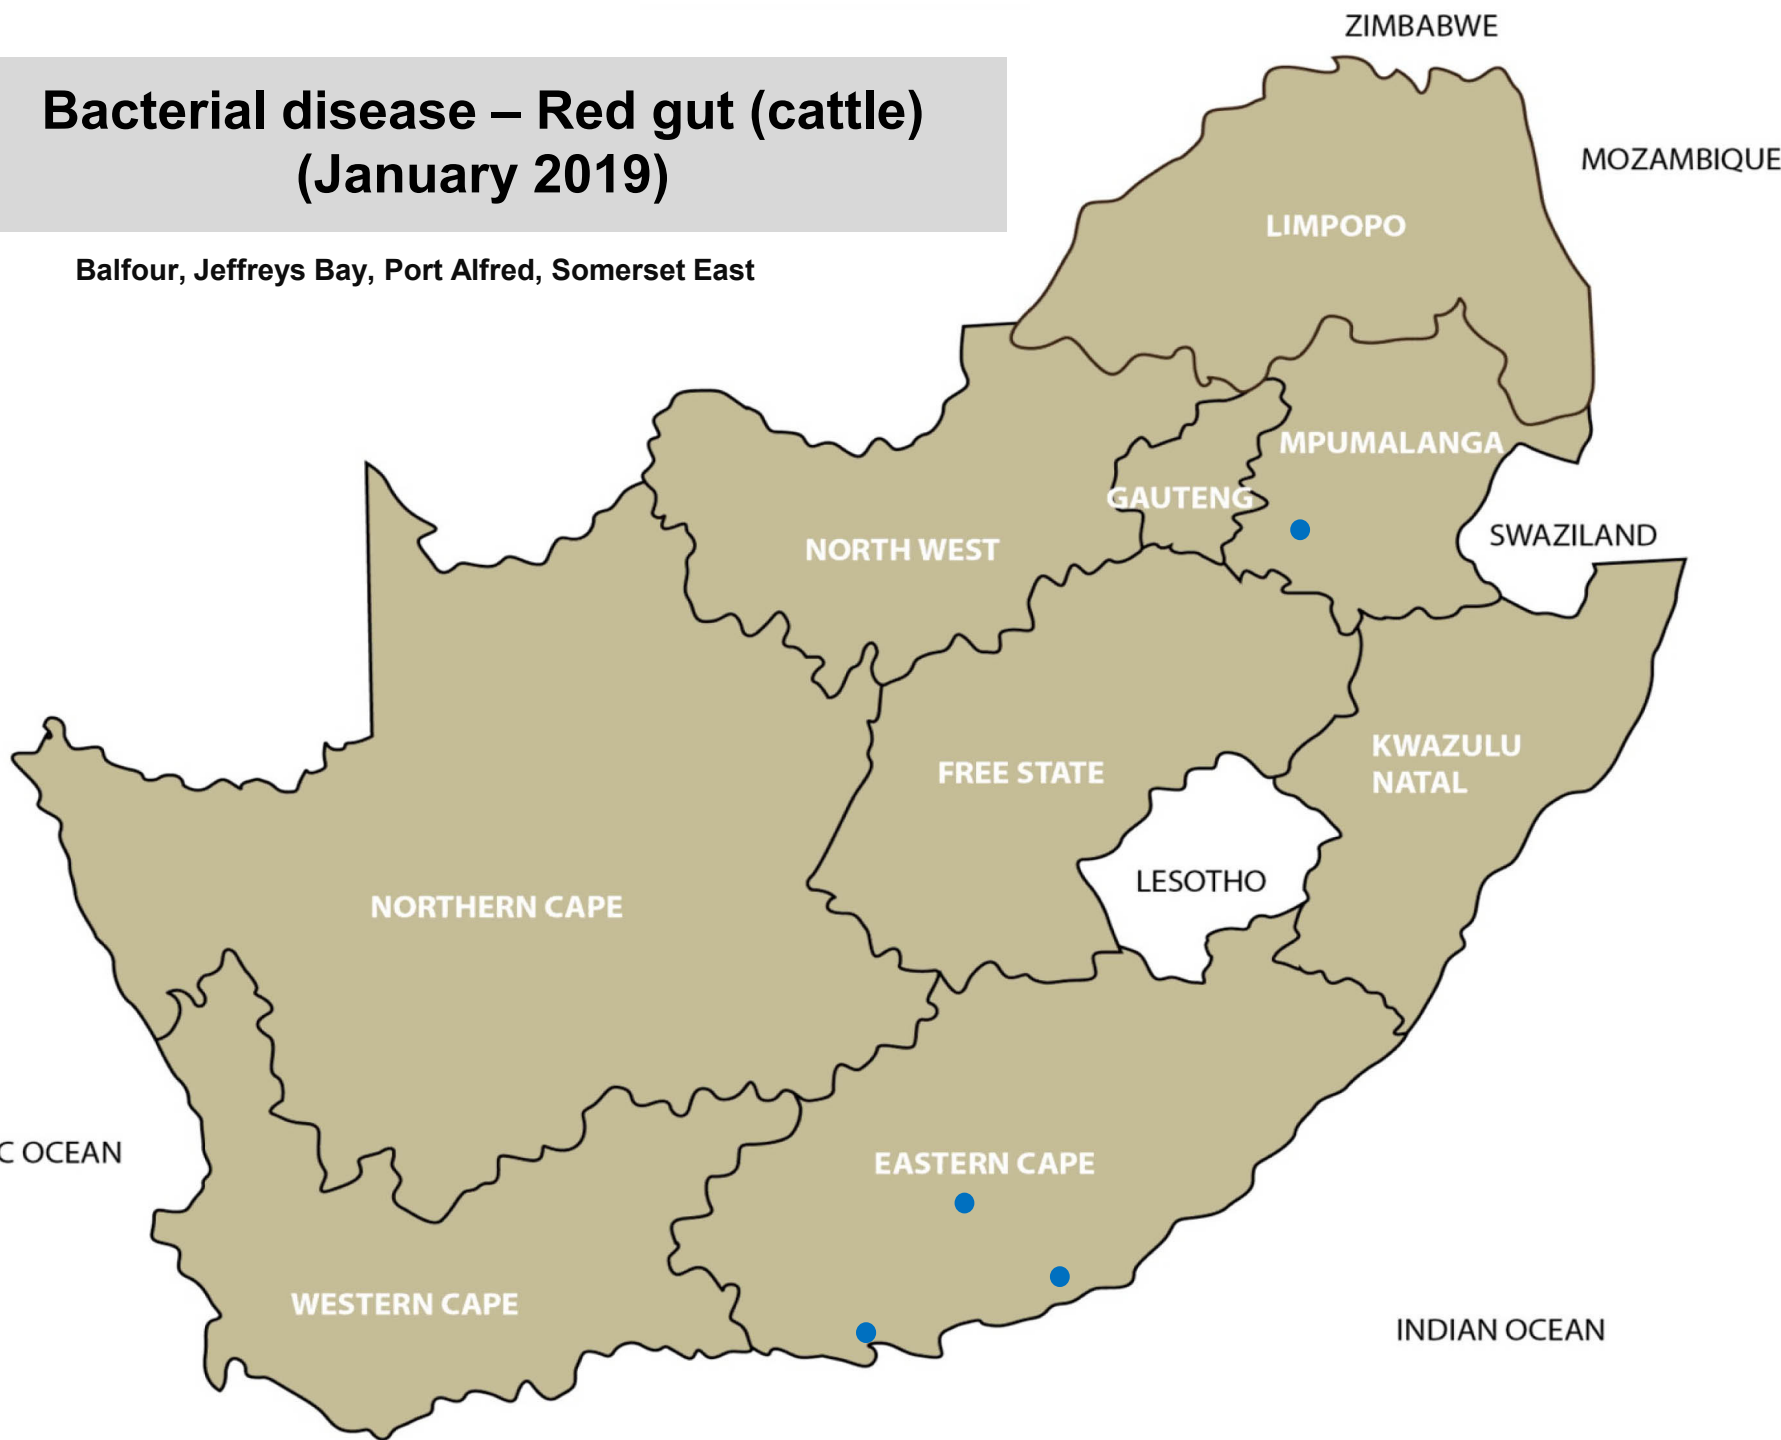 ZIMBABWE
Bacterial disease – Red gut (cattle)
(January 2019)
MOZAMBIQUE
LIMPOPO
Balfour, Jeffreys Bay, Port Alfred, Somerset East
MPUMALANGA
GAUTENG
SWAZILAND
NORTH WEST
KWAZULU
NATAL
FREE STATE
LESOTHO
NORTHERN CAPE
C OCEAN
EASTERN CAPE
WESTERN CAPE
INDIAN OCEAN